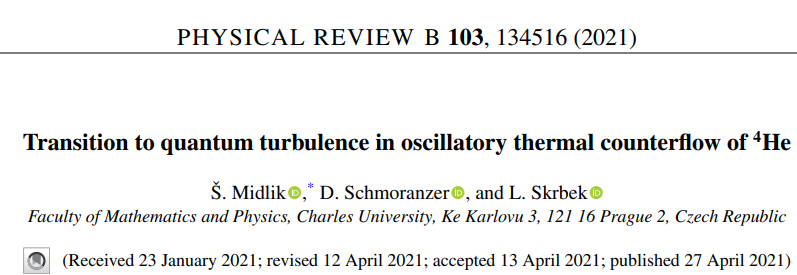 PHYSICAL REVIEW B 103, 134516 (2021)
Transition to quantum turbulence in oscillatory thermal counterflow of ⁴He
Š. Midlik,* D. Schmoranzer, and L. Skrbek
Faculty of Mathematics and Physics, Charles University, Ke Karlovu 3, 121 16 Prague 2, Czech Republic
(Received 23 January 2021; revised 12 April 2021; accepted 13 April 2021; published 27 April 2021)